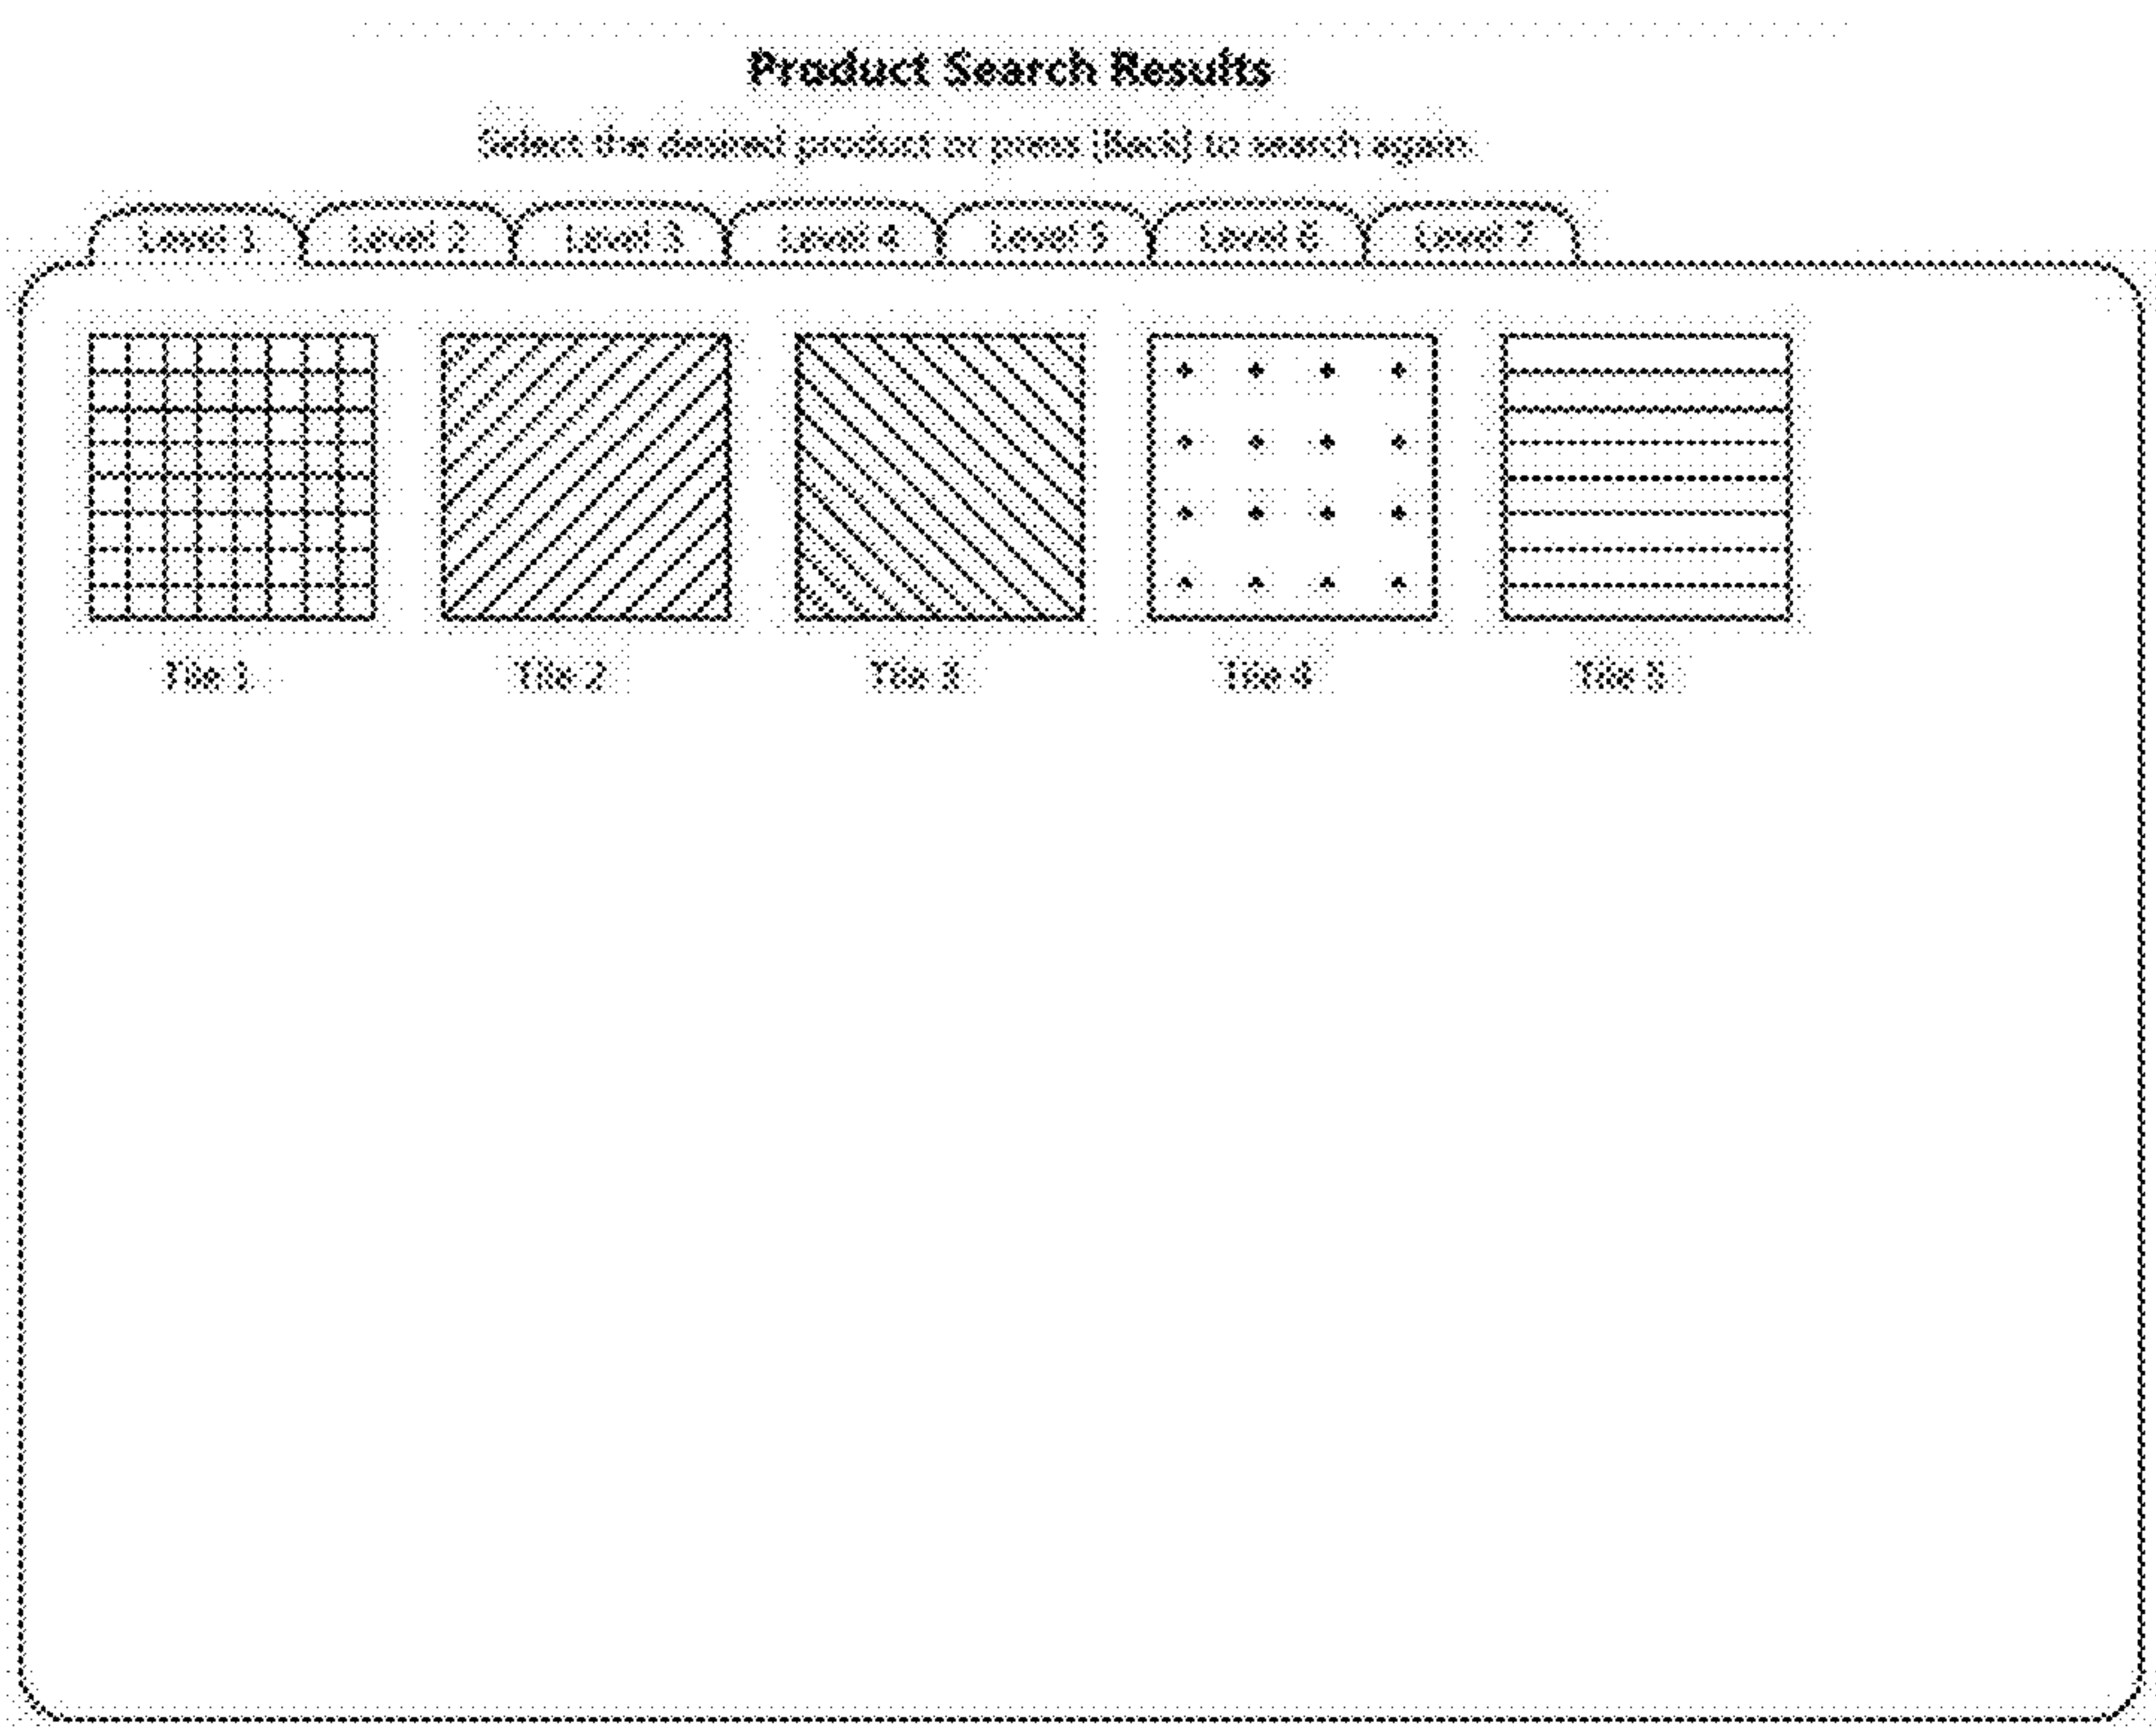 Product Search Results
Select the desired product or press [Back] to search again.
Level 1 Level 2 Level 3 Level 4 Level 5 Level 6 Level 7
Tile 1 Tile 2 Tile 3 Tile 4 Tile 5